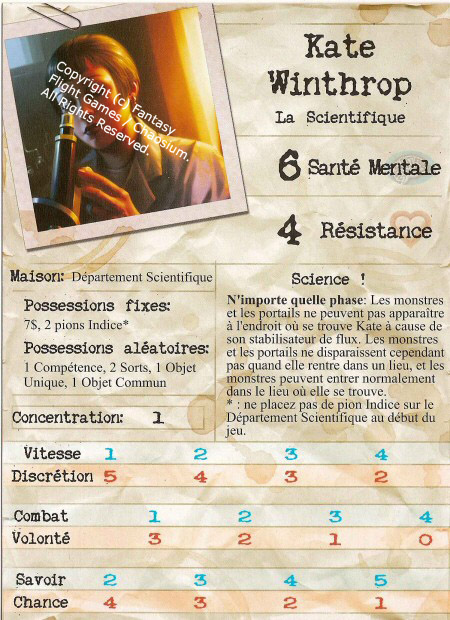 Copyright (c) Fantasy
Flight Games / Chaosium.
All Rights Reserved.
Kate
Winthrop
La Scientifique
6 Santé Mentale
4 Résistance
Maison: Département Scientifique
Possessions fixes:
7$, 2 pions Indice*
Possessions aléatoires:
1 Compétence, 2 Sorts, 1 Objet
Unique, 1 Objet Commun
Concentration: 1
Science !
N'importe quelle phase: Les monstres
et les portails ne peuvent pas apparaître
à l'endroit où se trouve Kate à cause de
son stabilisateur de flux. Les monstres
et les portails ne disparaissent cependant
pas quand elle rentre dans un lieu, et les
monstres peuvent entrer normalement
dans le lieu où elle se trouve.
* : ne placez pas de pion Indice sur le
Département Scientifique au début du
jeu.
Vitesse 1 2 3 4
Discrétion 5 4 3 2
Combat 1 2 3 4
Volonté 3 2 1 0
Savoir 2 3 4 5
Chance 4 3 2 1